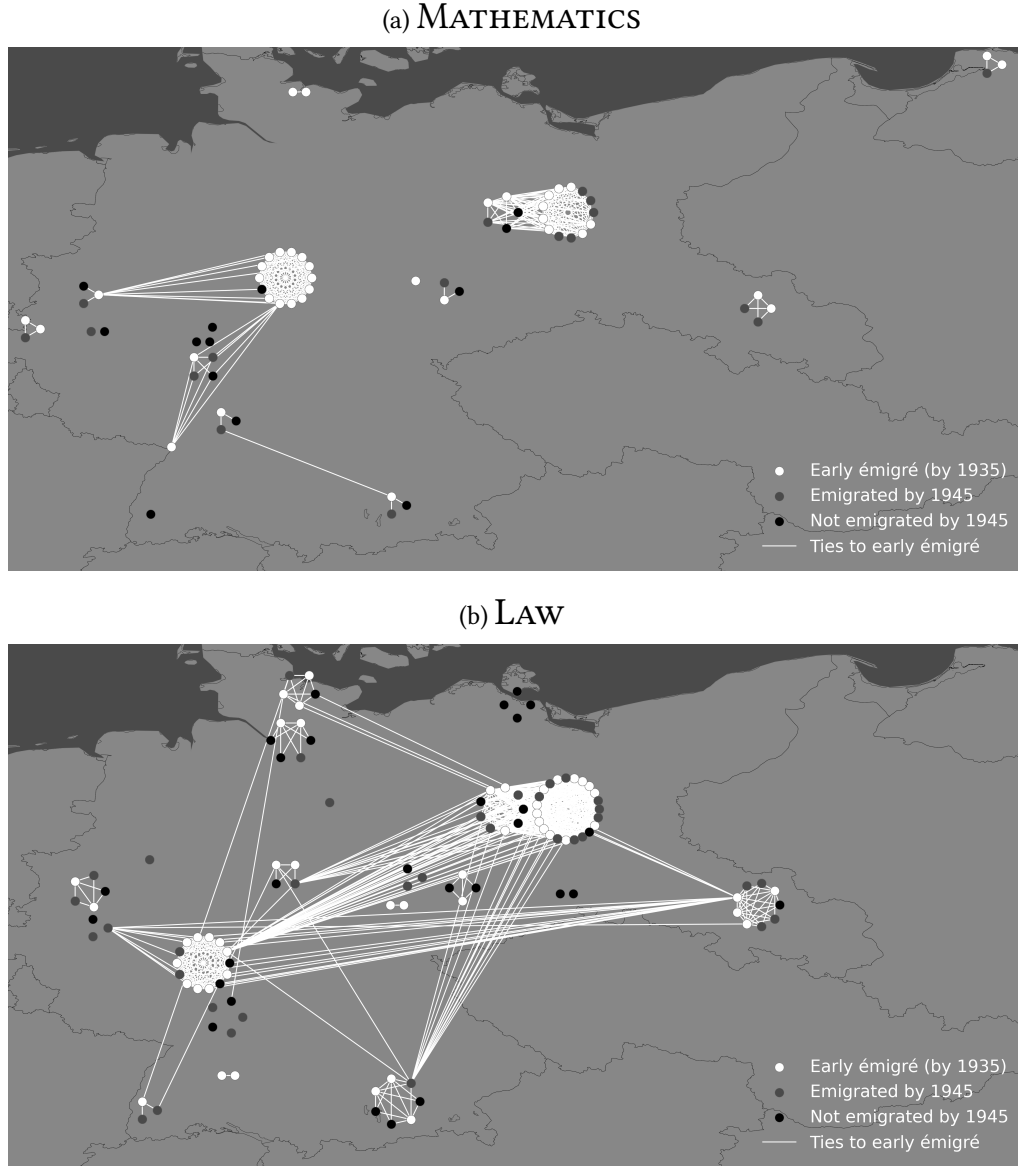 (a) MATHEMATICS
Early émigré (by 1935)
Emigrated by 1945
Not emigrated by 1945
Ties to early émigré
(b) LAW
Early émigré (by 1935)
Emigrated by 1945
Not emigrated by 1945
Ties to early émigré